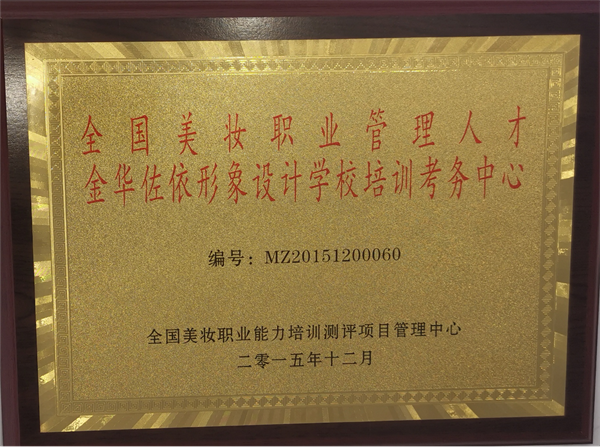 全国美妆职业管理人才
金华佐依形象设计学校培训考务中心
编号：MZ20151200060
全国美妆职业能力培训测评项目管理中心
二零一五年十二月